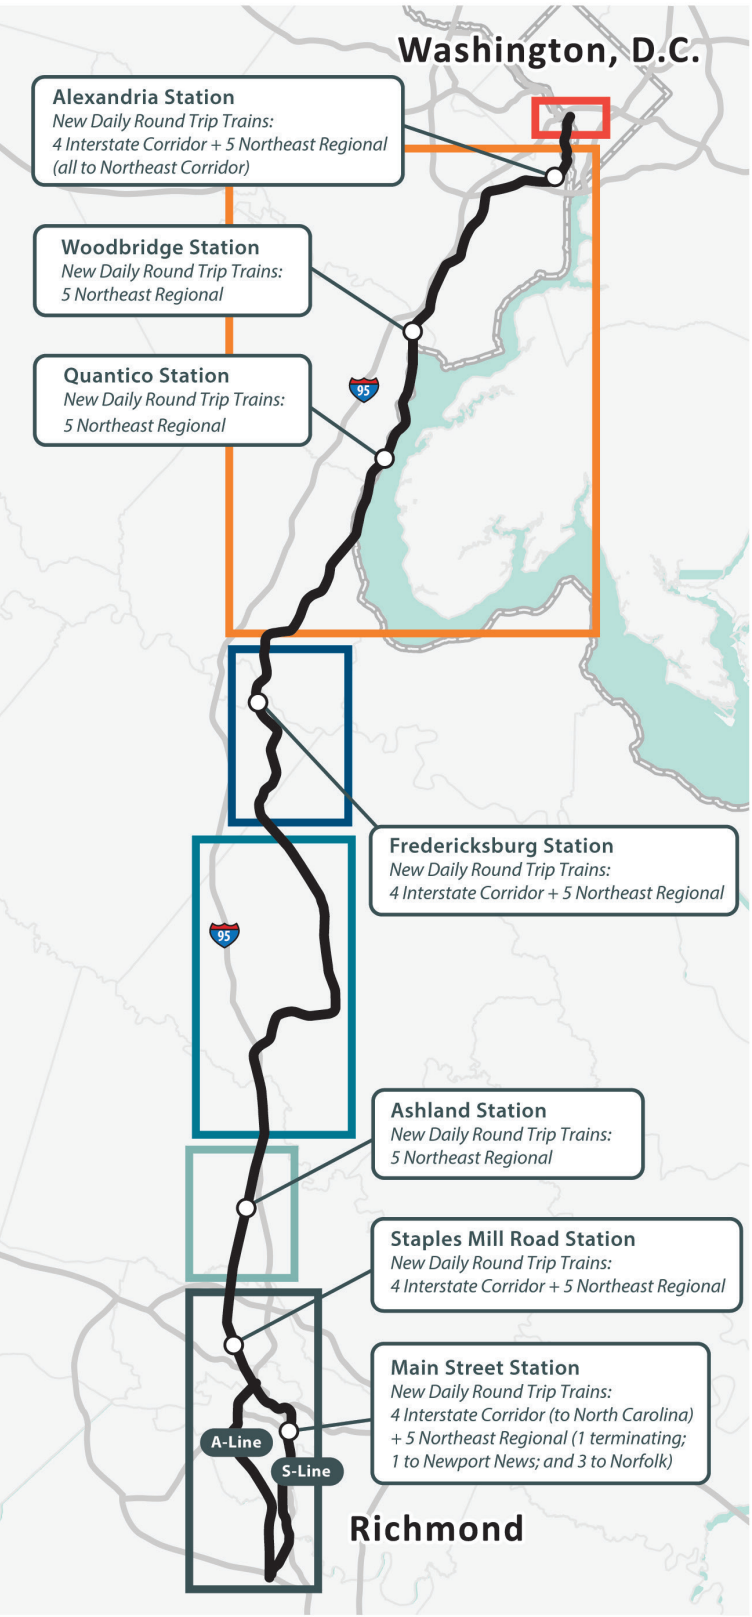 Washington, D.C.
Alexandria Station
New Daily Round Trip Trains:
4 Interstate Corridor + 5 Northeast Regional
(all to Northeast Corridor)
Woodbridge Station
New Daily Round Trip Trains:
5 Northeast Regional
Quantico Station
New Daily Round Trip Trains:
5 Northeast Regional
95
Fredericksburg Station
New Daily Round Trip Trains:
4 Interstate Corridor + 5 Northeast Regional
95
Ashland Station
New Daily Round Trip Trains:
5 Northeast Regional
Staples Mill Road Station
New Daily Round Trip Trains:
4 Interstate Corridor + 5 Northeast Regional
Main Street Station
New Daily Round Trip Trains:
4 Interstate Corridor (to North Carolina)
+ 5 Northeast Regional (1 terminating;
1 to Newport News; and 3 to Norfolk)
A-Line
S-Line
Richmond